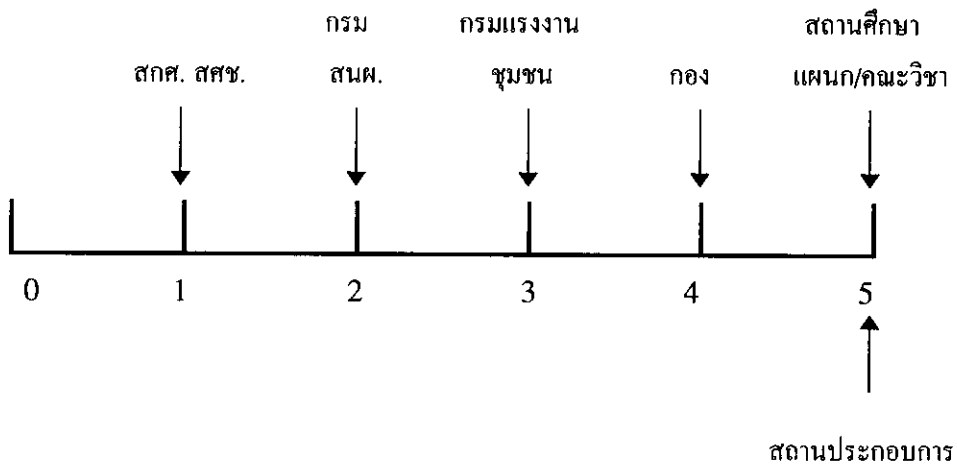 กรม กรมแรงงาน สถานศึกษา
สกศ. สศช. สนผ. ชุมชน กอง แผนก/คณะวิชา
0 1 2 3 4 5
สถานประกอบการ